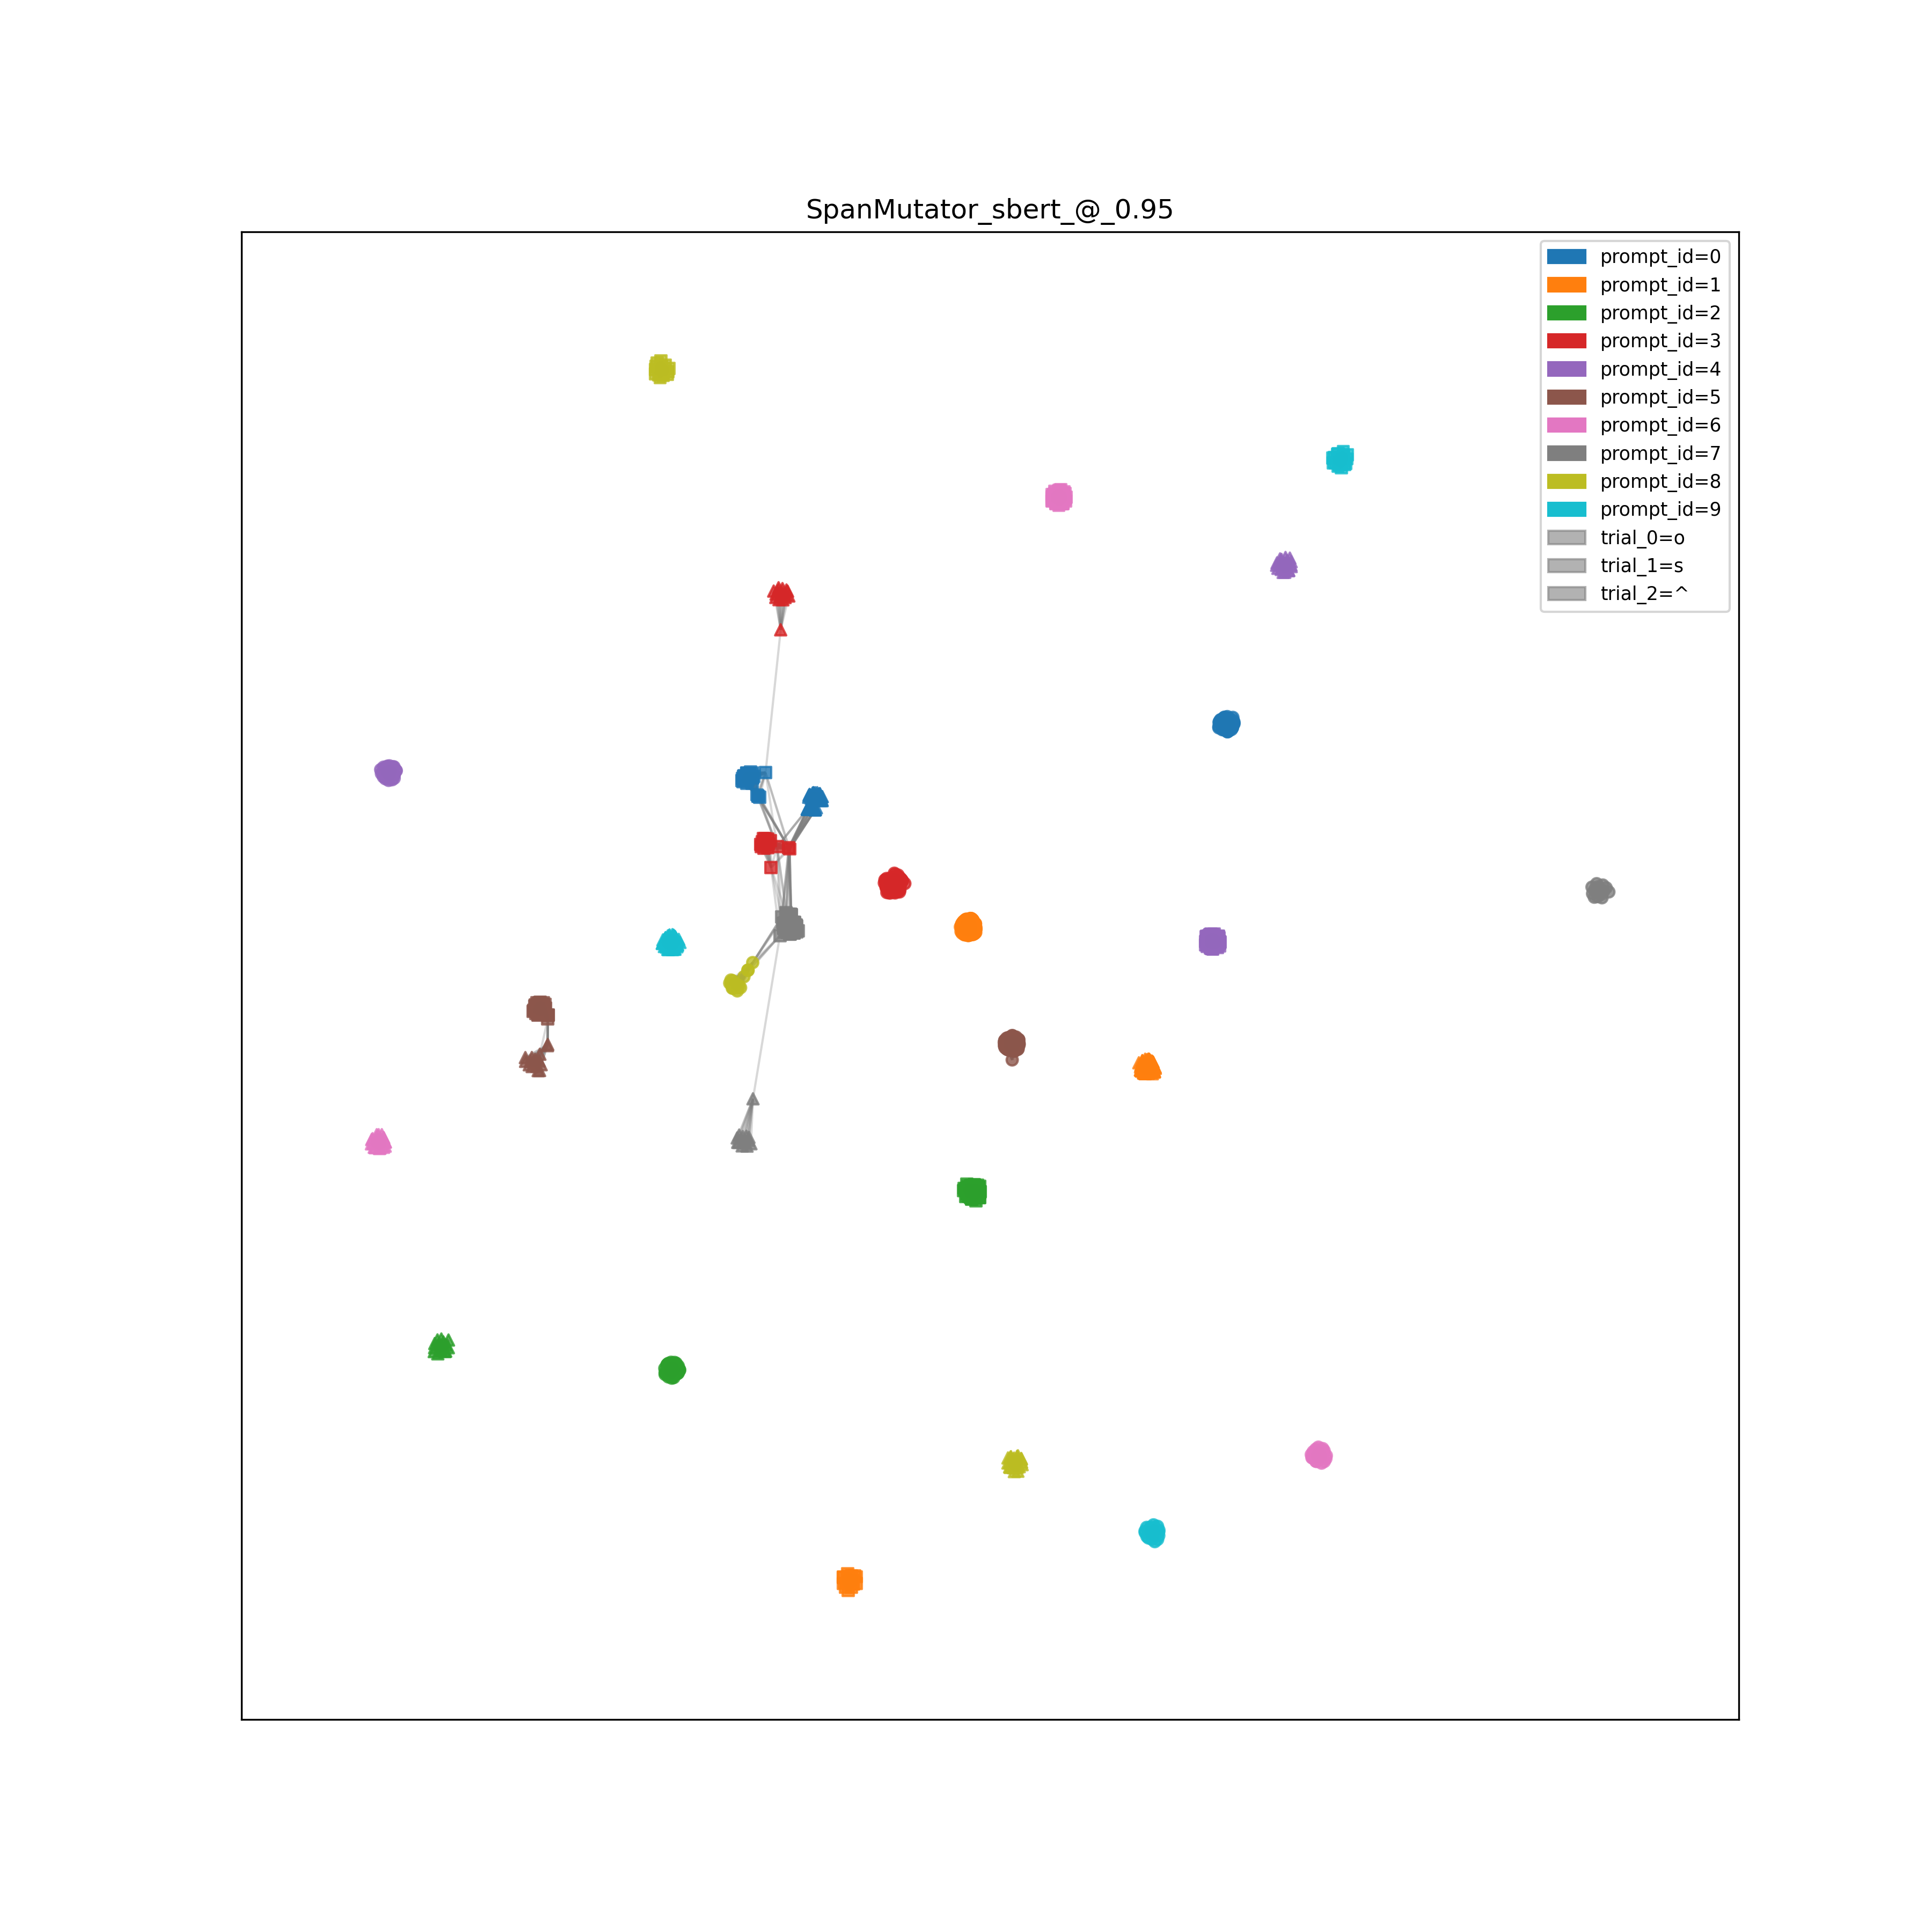 SpanMutator_sbert_@_0.95
prompt_id=0
prompt_id=1
prompt_id=2
prompt_id=3
prompt_id=4
prompt_id=5
prompt_id=6
prompt_id=7
prompt_id=8
prompt_id=9
trial_0=o
trial_1=s
trial_2=^